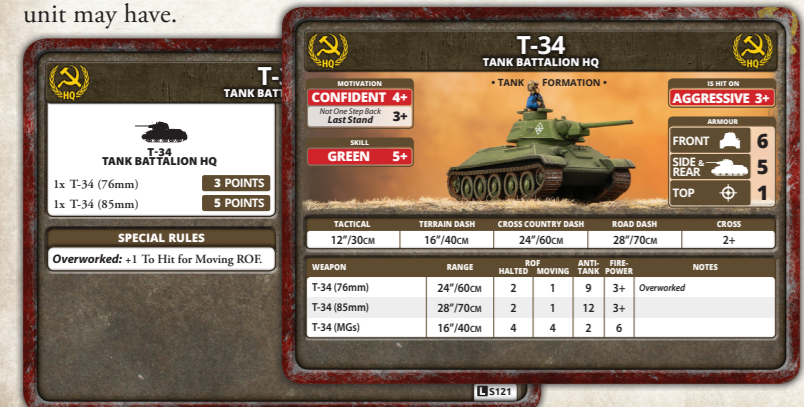 unit may have.
HQ
T-
TANK BAT
T-34
TANK BATTALION HQ
1x T-34 (76mm) 3 POINTS
1x T-34 (85mm) 5 POINTS
SPECIAL RULES
Overworked: +1 To Hit for Moving ROF.
LS121
HQ
T-34
TANK BATTALION HQ
HQ
• TANK FORMATION •
MOTIVATION
CONFIDENT 4+
Not One Step Back
Last Stand 3+
SKILL
GREEN 5+
IS HIT ON
AGGRESSIVE 3+
ARMOUR
FRONT 6
SIDE & REAR 5
TOP 1
TACTICAL TERRAIN DASH CROSS COUNTRY DASH ROAD DASH CROSS
12"/30CM 16"/40CM 24"/60CM 28"/70CM 2+
WEAPON RANGE ROF HALTED MOVING ANTI-TANK FIRE-POWER NOTES
T-34 (76mm) 24"/60CM 2 1 9 3+ Overworked
T-34 (85mm) 28"/70CM 2 1 12 3+
T-34 (MGs) 16"/40CM 4 4 2 6